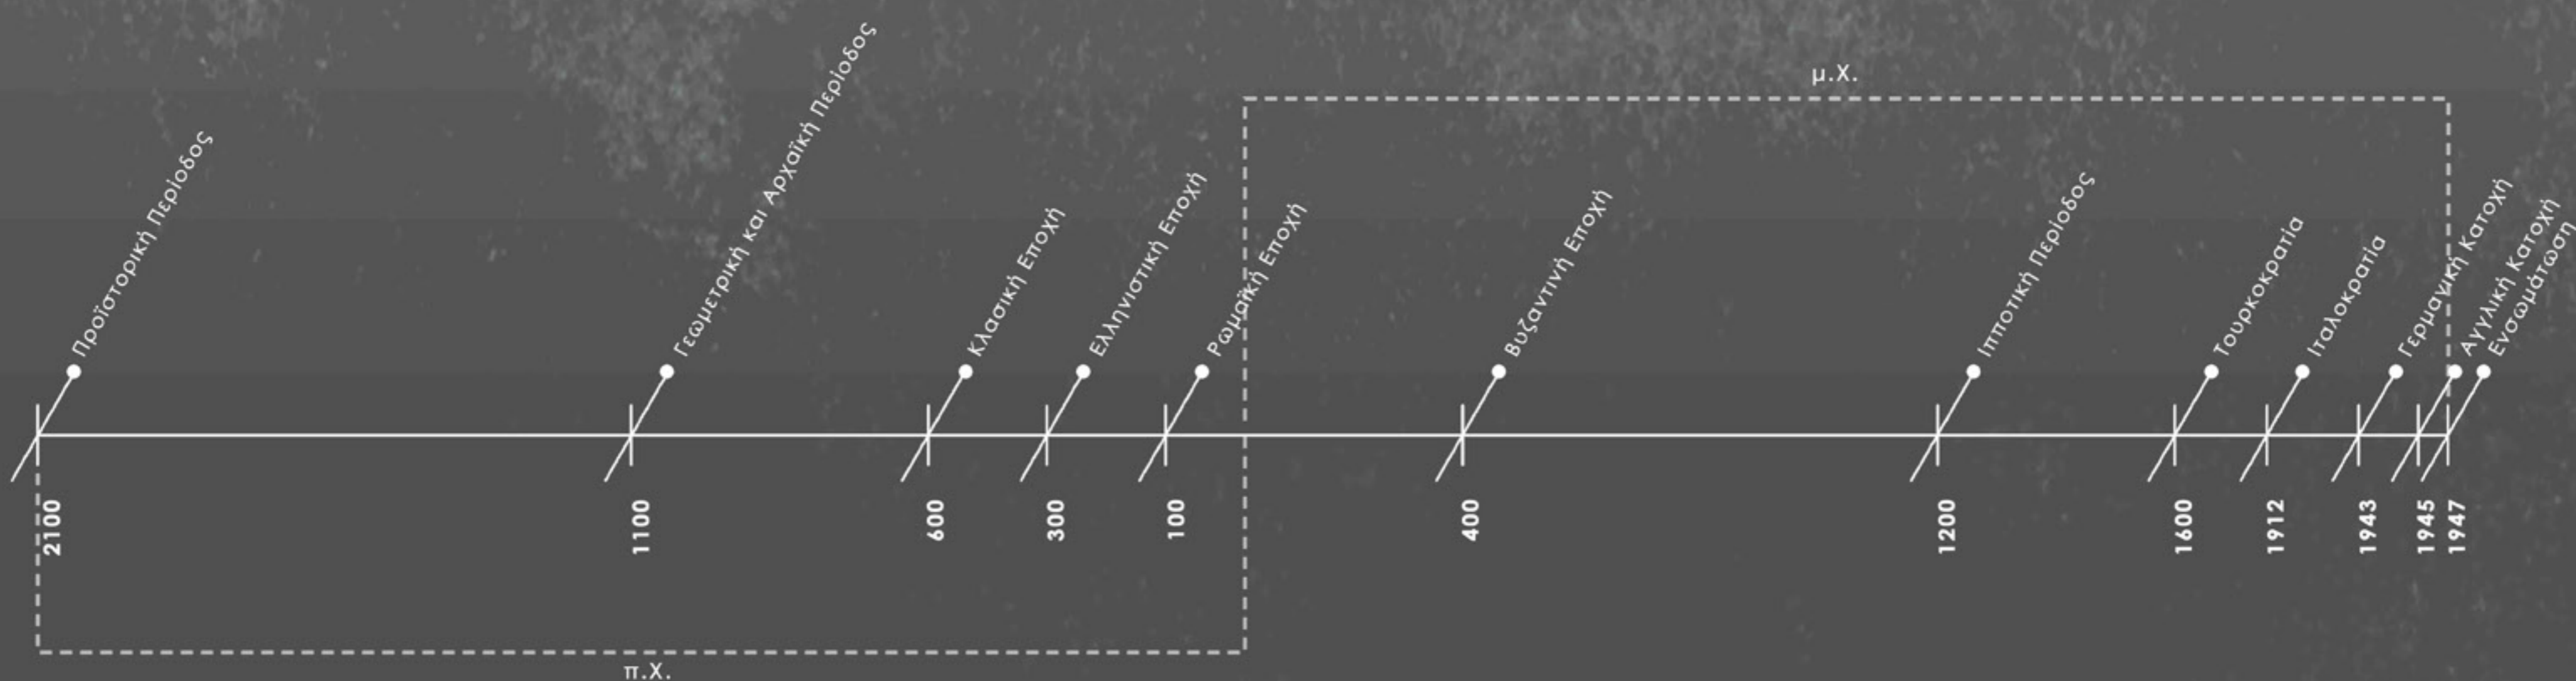 μ.Χ.
Προϊστορική Περίοδος
Γεωμετρική και Αρχαϊκή Περίοδος
Κλασική Εποχή
Ελληνιστική Εποχή
Ρωμαϊκή Εποχή
Βυζαντινή Εποχή
Ιπποτική Περίοδος
Τουρκοκρατία
Ιταλοκρατία
Γερμανική Κατοχή
Αγγλική Κατοχή
Ενσωμάτωση
2100
1100
600
300
100
400
1200
1600
1912
1943
1945
1947
π.Χ.